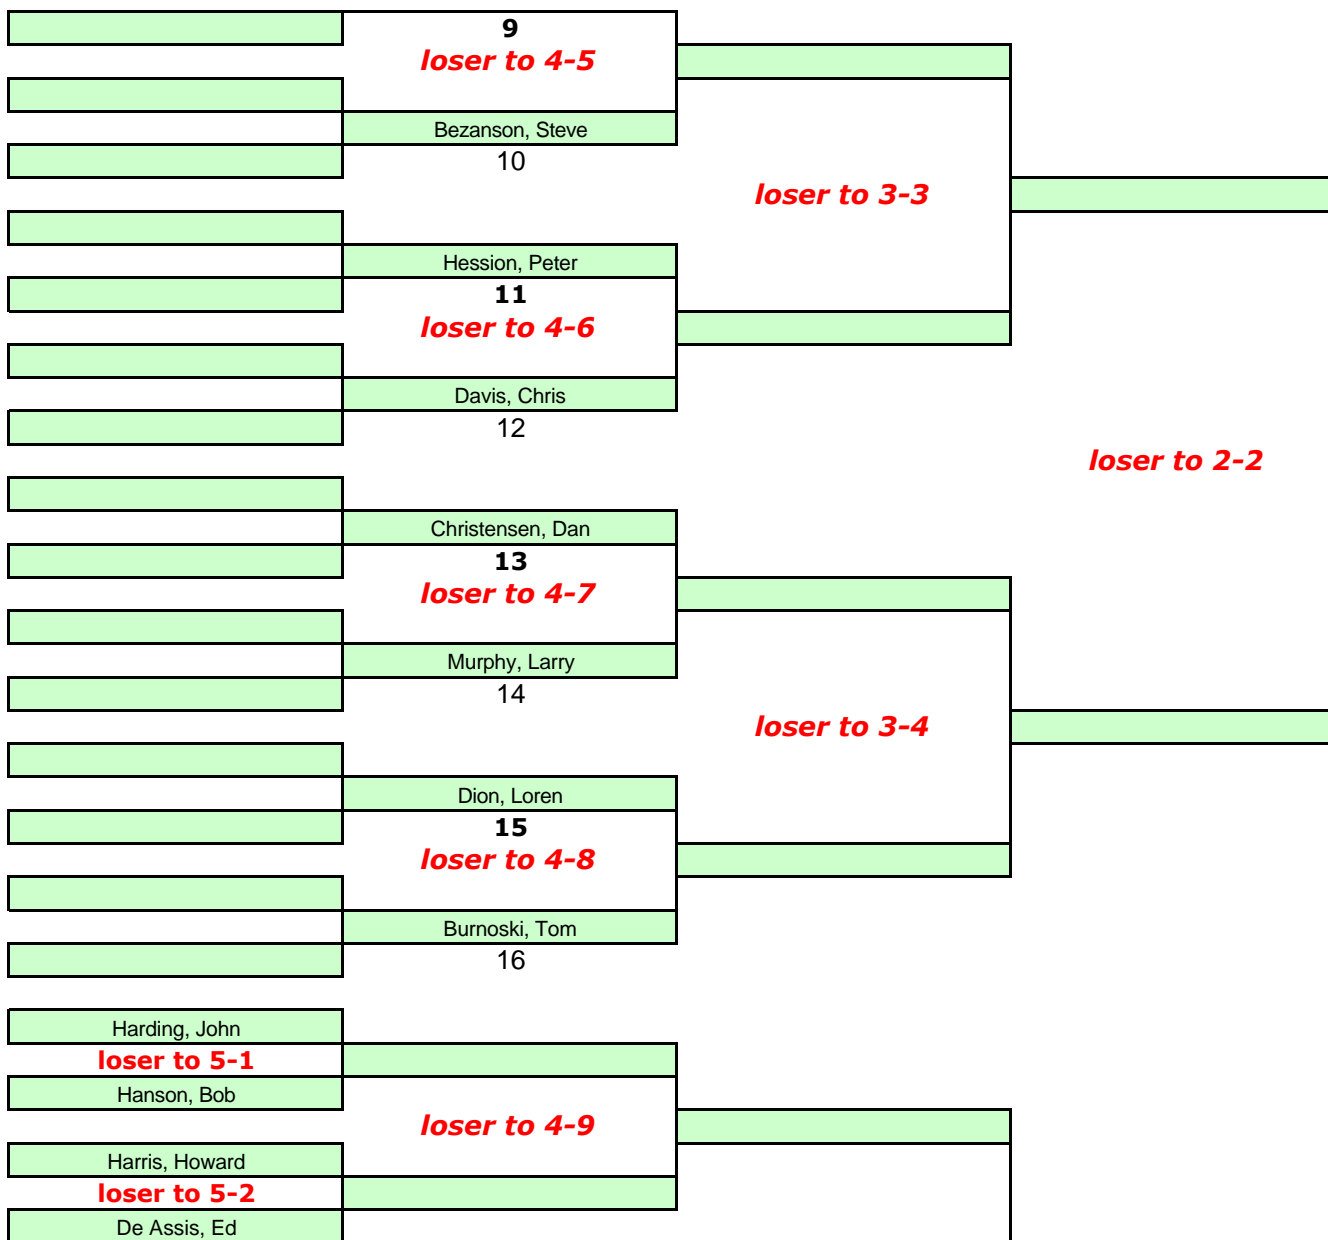 9
loser to 4-5
Bezanson, Steve
10
loser to 3-3
Hession, Peter
11
loser to 4-6
Davis, Chris
12
loser to 2-2
Christensen, Dan
13
loser to 4-7
Murphy, Larry
14
loser to 3-4
Dion, Loren
15
loser to 4-8
Burnoski, Tom
16
Harding, John
loser to 5-1
Hanson, Bob
loser to 4-9
Harris, Howard
loser to 5-2
De Assis, Ed